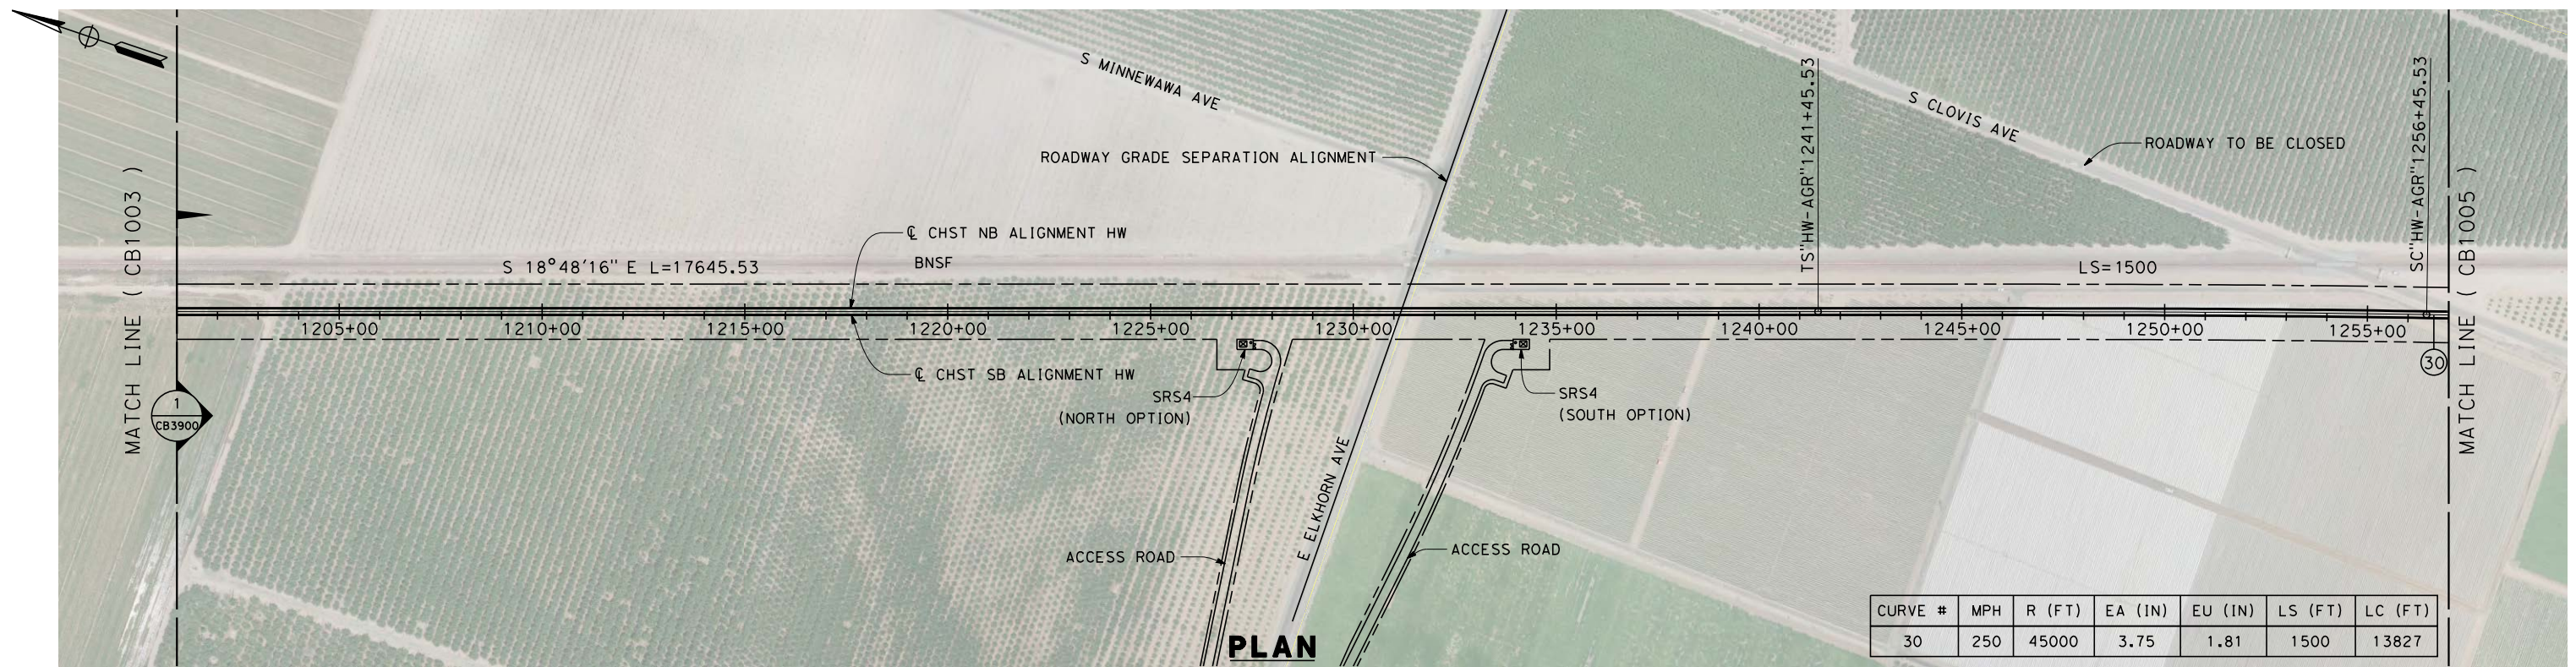 S MINNEWAWA AVE
TS"HW-AGR"1241+45.53
S CLOVIS AVE
SC"HW-AGR"1256+45.53
ROADWAY GRADE SEPARATION ALIGNMENT
ROADWAY TO BE CLOSED
MATCH LINE ( CB1003 )
MATCH LINE ( CB1005 )
℄ CHST NB ALIGNMENT HW
BNSF
S 18°48'16" E L=17645.53
LS=1500
1205+00
1210+00
1215+00
1220+00
1225+00
1230+00
1235+00
1240+00
1245+00
1250+00
1255+00
30
℄ CHST SB ALIGNMENT HW
1
CB3900
SRS4
(NORTH OPTION)
SRS4
(SOUTH OPTION)
E ELKHORN AVE
ACCESS ROAD
ACCESS ROAD
PLAN
CURVE # MPH R (FT) EA (IN) EU (IN) LS (FT) LC (FT)
30 250 45000 3.75 1.81 1500 13827